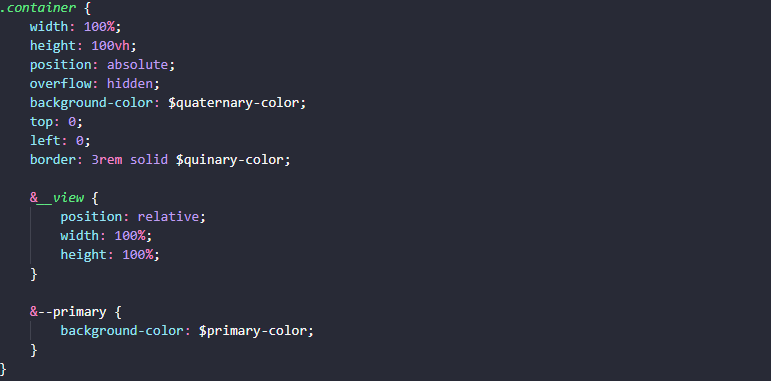 .container {
    width: 100%;
    height: 100vh;
    position: absolute;
    overflow: hidden;
    background-color: $quaternary-color;
    top: 0;
    left: 0;
    border: 3rem solid $quinary-color;

    &__view {
        position: relative;
        width: 100%;
        height: 100%;
    }

    &--primary {
        background-color: $primary-color;
    }
}